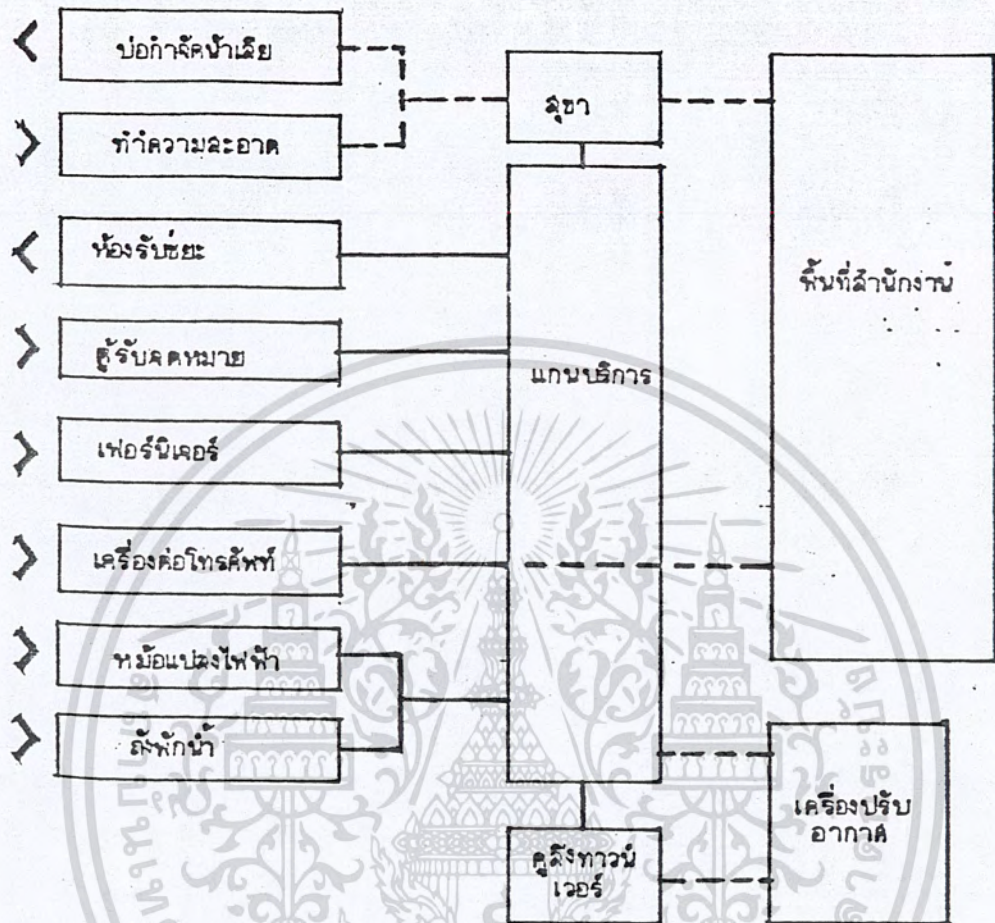 บ่อกำจัดน้ำเสีย
ทำความสะอาด
ห้องรับขยะ
ตู้รับจดหมาย
เฟอร์นิเจอร์
เครื่องต่อโทรศัพท์
หม้อแปลงไฟฟ้า
ถังพักน้ำ
สุขา
แกนบริการ
คูลิ่งทาวน์
เวอร์
พื้นที่สำนักงาน
เครื่องปรับ
อากาศ